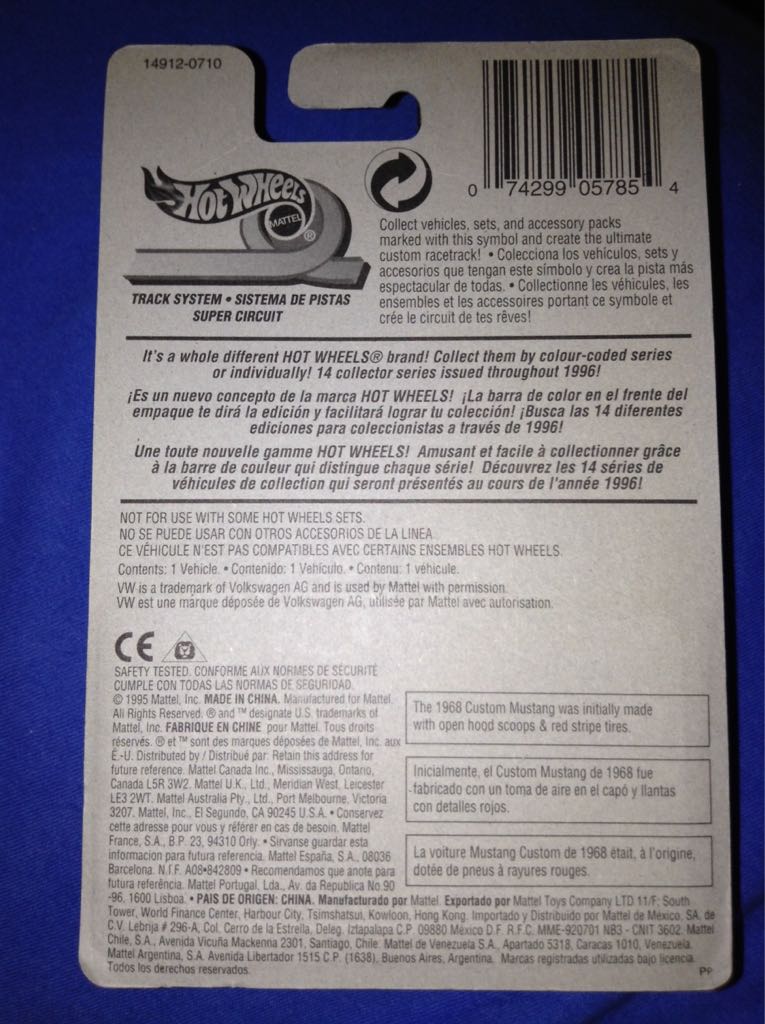 14912-0710
HOT WHEELS
MATTEL
®
TRACK SYSTEM • SISTEMA DE PISTAS
SUPER CIRCUIT
0 74299 05785 4
Collect vehicles, sets, and accessory packs
marked with this symbol and create the ultimate
custom racetrack! • Colecciona los vehículos, sets y
accesorios que tengan este símbolo y crea la pista más
espectacular de todas. • Collectionne les véhicules, les
ensembles et les accessoires portant ce symbole et
crée le circuit de tes rêves!
It's a whole different HOT WHEELS® brand! Collect them by colour-coded series
or individually! 14 collector series issued throughout 1996!
¡Es un nuevo concepto de la marca HOT WHEELS! ¡La barra de color en el frente del
empaque te dirá la edición y facilitará lograr tu colección! ¡Busca las 14 diferentes
ediciones para coleccionistas a través de 1996!
Une toute nouvelle gamme HOT WHEELS! Amusant et facile à collectionner grâce
à la barre de couleur qui distingue chaque série! Découvrez les 14 séries de
véhicules de collection qui seront présentés au cours de l'année 1996!
NOT FOR USE WITH SOME HOT WHEELS SETS.
NO SE PUEDE USAR CON OTROS ACCESORIOS DE LA LINEA.
CE VÉHICULE N'EST PAS COMPATIBLES AVEC CERTAINS ENSEMBLES HOT WHEELS.
Contents: 1 Vehicle. • Contenido: 1 Vehículo. • Contenu: 1 véhicule.
VW is a trademark of Volkswagen AG and is used by Mattel with permission.
VW est une marque déposée de Volkswagen AG, utilisée par Mattel avec autorisation.
CE
SAFETY TESTED. CONFORME AUX NORMES DE SÉCURITÉ
CUMPLE CON TODAS LAS NORMAS DE SEGURIDAD.
© 1995 Mattel, Inc. MADE IN CHINA. Manufactured for Mattel.
All Rights Reserved. ® and ™ designate U.S. trademarks of
Mattel, Inc. FABRIQUÉ EN CHINE pour Mattel. Tous droits
réservés. ® et ™ sont des marques déposées de Mattel, Inc. aux
É.-U. Distributed by / Distribué par: Retain this address for
future reference. Mattel Canada Inc., Mississauga, Ontario,
Canada L5R 3W2. Mattel U.K., Ltd., Meridian West, Leicester
LE3 2WT. Mattel Australia Pty., Ltd., Port Melbourne, Victoria
3207. Mattel, Inc., El Segundo, CA 90245 U.S.A. • Conservez
cette adresse pour vous y référer en cas de besoin. Mattel
France, S.A., B.P. 23, 94310 Orly. • Sirvanse guardar esta
informacion para futura referencia. Mattel España, S.A., 08036
Barcelona. N.I.F. A08•842809 • Recomendamos que anote para
futura referência. Mattel Portugal, Lda., Av. da Republica No.90
-96, 1600 Lisboa. • PAIS DE ORIGEN: CHINA. Manufacturado por Mattel. Exportado por Mattel Toys Company LTD 11/F; South
Tower, World Finance Center, Harbour City, Tsimshatsui, Kowloon, Hong Kong. Importado y Distribuido por Mattel de México, SA, de
C.V. Lebrija # 296-A, Col. Cerro de la Estrella, Deleg. Iztapalapa C.P. 09880 México D.F. R.F.C. MME-920701 NB3 - CNIT 3602. Mattel
Chile, S.A., Avenida Vicuña Mackenna 2301, Santiago, Chile. Mattel de Venezuela S.A., Apartado 5318, Caracas 1010, Venezuela.
Mattel Argentina, S.A. Avenida Libertador 1515 C.P. (1638), Buenos Aires, Argentina. Marcas registradas utilizadas bajo licencia.
Todos los derechos reservados.
The 1968 Custom Mustang was initially made
with open hood scoops & red stripe tires.
Inicialmente, el Custom Mustang de 1968 fue
fabricado con un toma de aire en el capó y llantas
con detalles rojos.
La voiture Mustang Custom de 1968 était, à l'origine,
dotée de pneus à rayures rouges.
PP